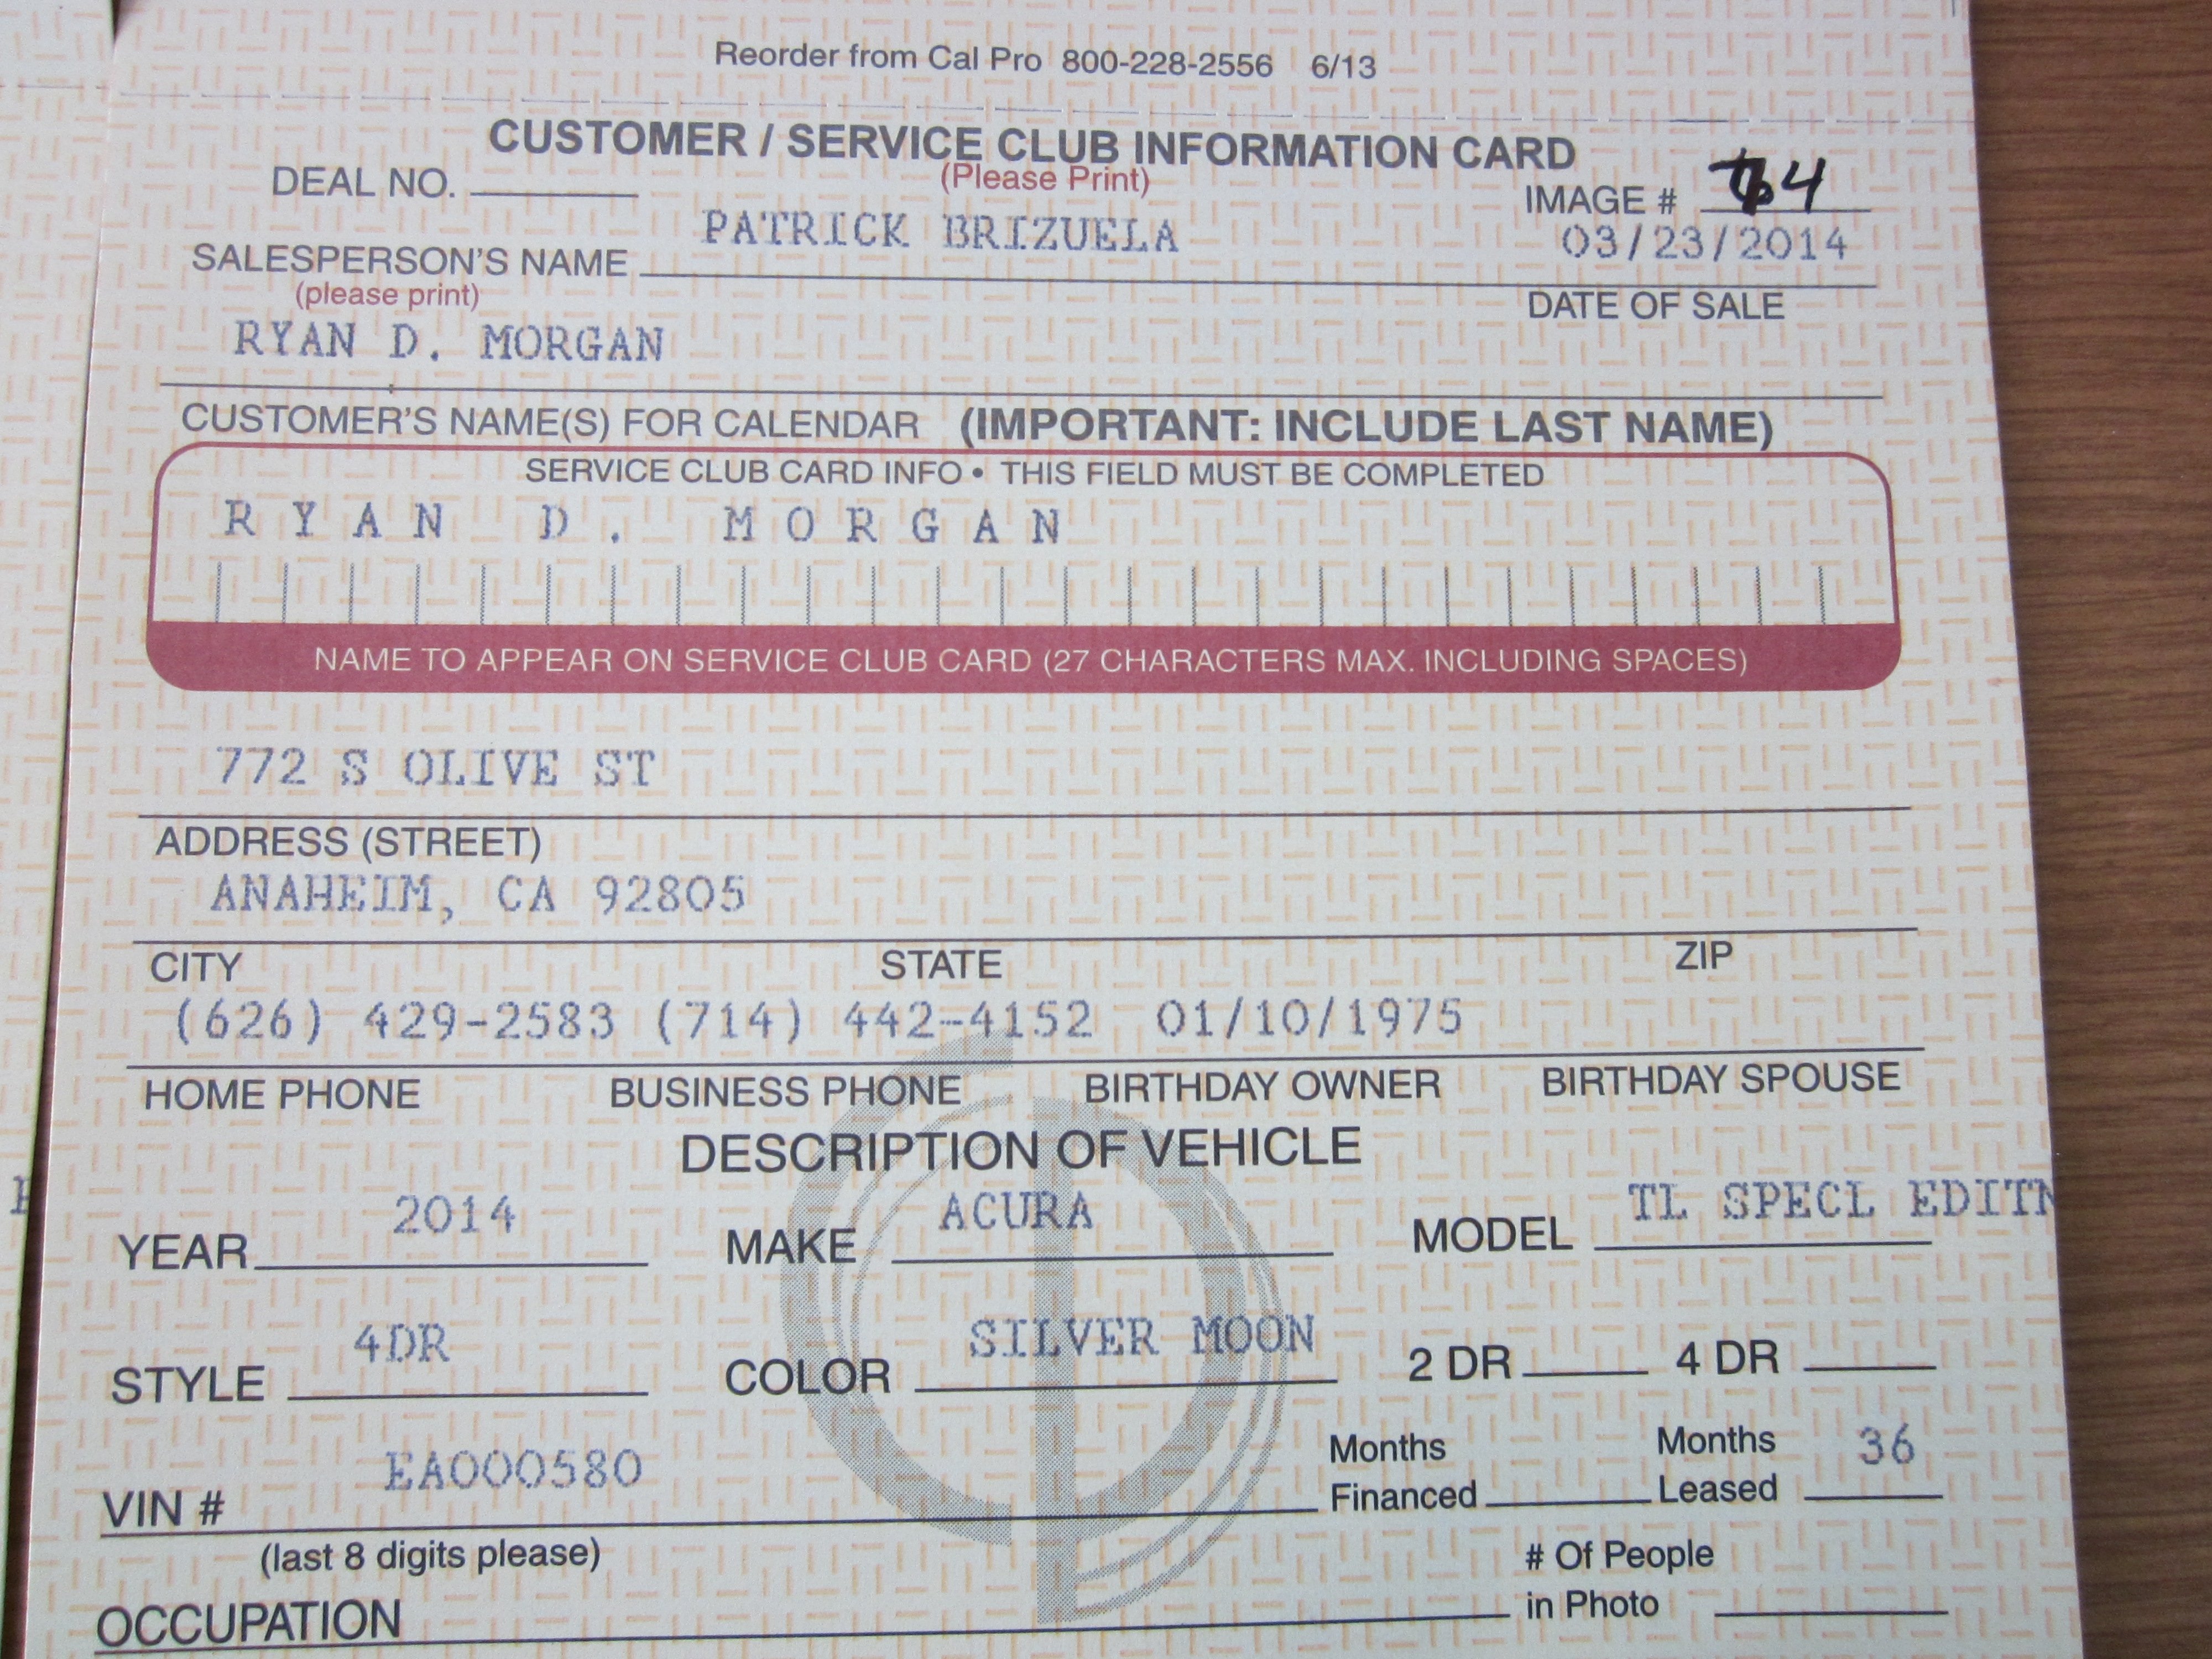 Reorder from Cal Pro 800-228-2556 6/13
CUSTOMER / SERVICE CLUB INFORMATION CARD
(Please Print)
DEAL NO.
IMAGE #
PATRICK BRIZUELA 03/23/2014
SALESPERSON'S NAME
(please print)
DATE OF SALE
RYAN D. MORGAN
CUSTOMER'S NAME(S) FOR CALENDAR (IMPORTANT: INCLUDE LAST NAME)
SERVICE CLUB CARD INFO • THIS FIELD MUST BE COMPLETED
RYAN D. MORGAN
NAME TO APPEAR ON SERVICE CLUB CARD (27 CHARACTERS MAX. INCLUDING SPACES)
772 S OLIVE ST
ADDRESS (STREET)
ANAHEIM, CA 92805
CITY STATE ZIP
(626) 429-2583 (714) 442-4152 01/10/1975
HOME PHONE BUSINESS PHONE BIRTHDAY OWNER BIRTHDAY SPOUSE
DESCRIPTION OF VEHICLE
YEAR 2014 MAKE ACURA MODEL TL SPECL EDITN
STYLE 4DR COLOR SILVER MOON 2 DR 4 DR
VIN # EA000580
(last 8 digits please)
Months Financed
Months Leased 36
OCCUPATION
# Of People
in Photo